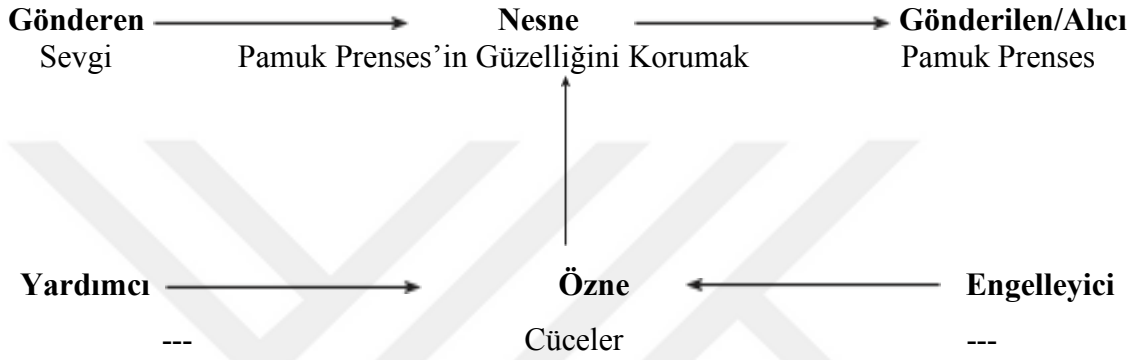 Gönderen Nesne Gönderilen/Alıcı
Sevgi Pamuk Prenses’in Güzelliğini Korumak Pamuk Prenses
Yardımcı Özne Engelleyici
--- Cüceler ---